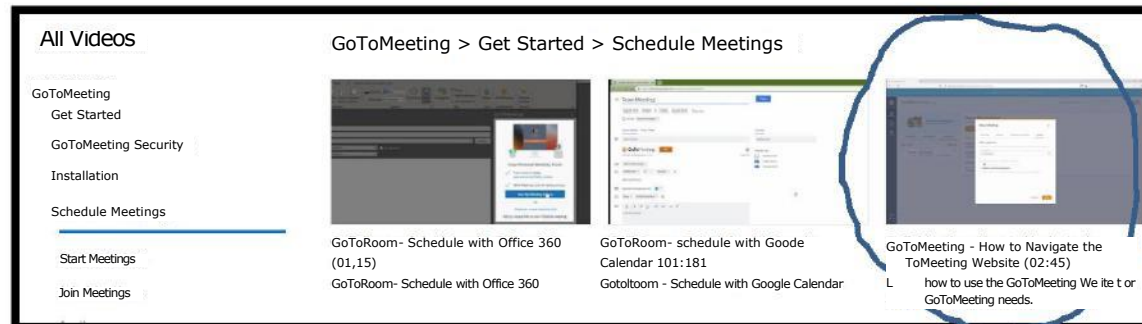 All Videos
GoToMeeting > Get Started > Schedule Meetings
GoToMeeting
Get Started
GoToMeeting Security
Installation
Schedule Meetings
Start Meetings
Join Meetings
GoToRoom- Schedule with Office 360
(01,15)
GoToRoom- Schedule with Office 360
GoToRoom- schedule with Goode
Calendar 101:181
Gotoltoom - Schedule with Google Calendar
GoToMeeting - How to Navigate the
ToMeeting Website (02:45)
L how to use the GoToMeeting We ite t or
GoToMeeting needs.